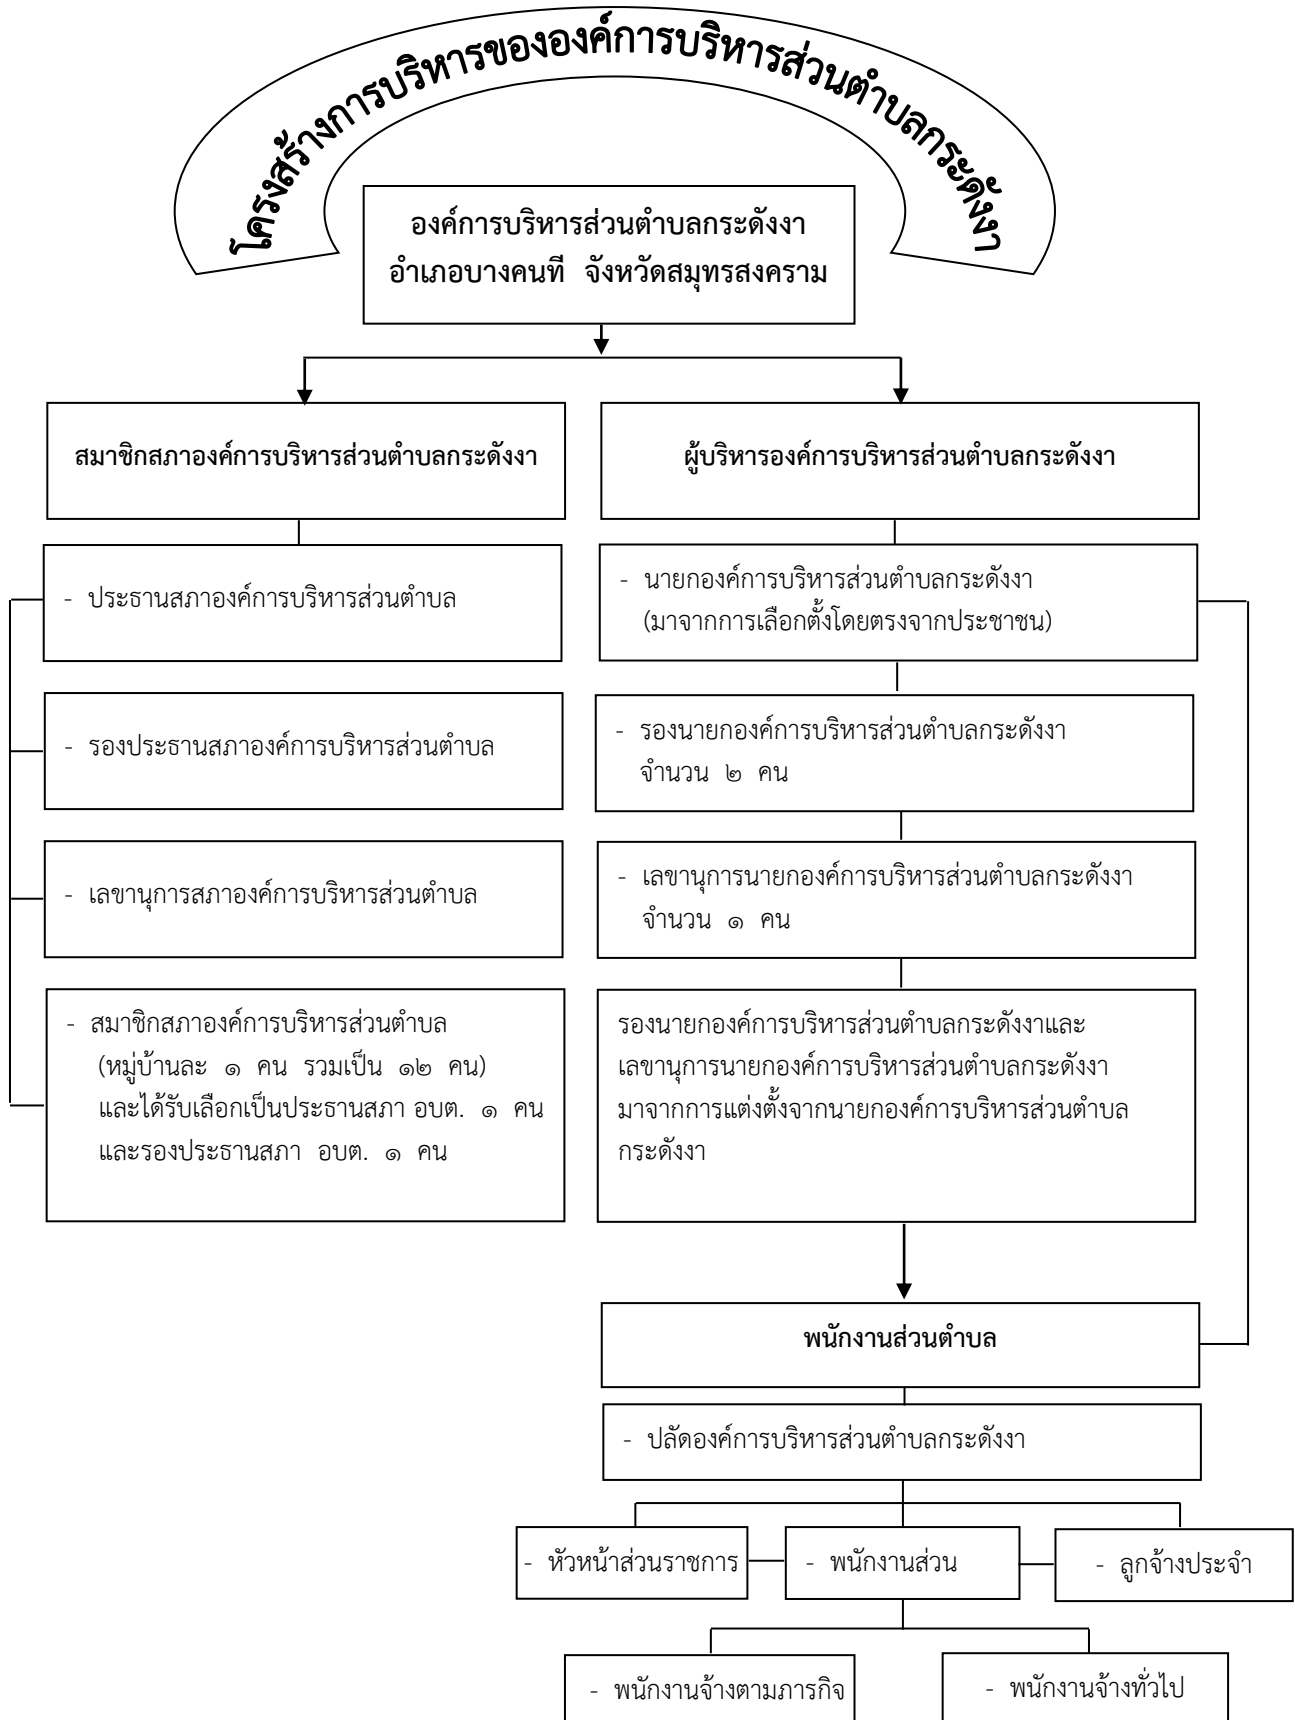 โครงสร้างการบริหารขององค์การบริหารส่วนตำบลกระดังงา
องค์การบริหารส่วนตำบลกระดังงา
อำเภอบางคนที จังหวัดสมุทรสงคราม
สมาชิกสภาองค์การบริหารส่วนตำบลกระดังงา
- ประธานสภาองค์การบริหารส่วนตำบล
- รองประธานสภาองค์การบริหารส่วนตำบล
- เลขานุการสภาองค์การบริหารส่วนตำบล
- สมาชิกสภาองค์การบริหารส่วนตำบล
(หมู่บ้านละ ๑ คน รวมเป็น ๑๒ คน)
และได้รับเลือกเป็นประธานสภา อบต. ๑ คน
และรองประธานสภา อบต. ๑ คน
ผู้บริหารองค์การบริหารส่วนตำบลกระดังงา
- นายกองค์การบริหารส่วนตำบลกระดังงา
(มาจากการเลือกตั้งโดยตรงจากประชาชน)
- รองนายกองค์การบริหารส่วนตำบลกระดังงา
จำนวน ๒ คน
- เลขานุการนายกองค์การบริหารส่วนตำบลกระดังงา
จำนวน ๑ คน
รองนายกองค์การบริหารส่วนตำบลกระดังงาและ
เลขานุการนายกองค์การบริหารส่วนตำบลกระดังงา
มาจากการแต่งตั้งจากนายกองค์การบริหารส่วนตำบล
กระดังงา
พนักงานส่วนตำบล
- ปลัดองค์การบริหารส่วนตำบลกระดังงา
- หัวหน้าส่วนราชการ
- พนักงานส่วน
- ลูกจ้างประจำ
- พนักงานจ้างตามภารกิจ
- พนักงานจ้างทั่วไป